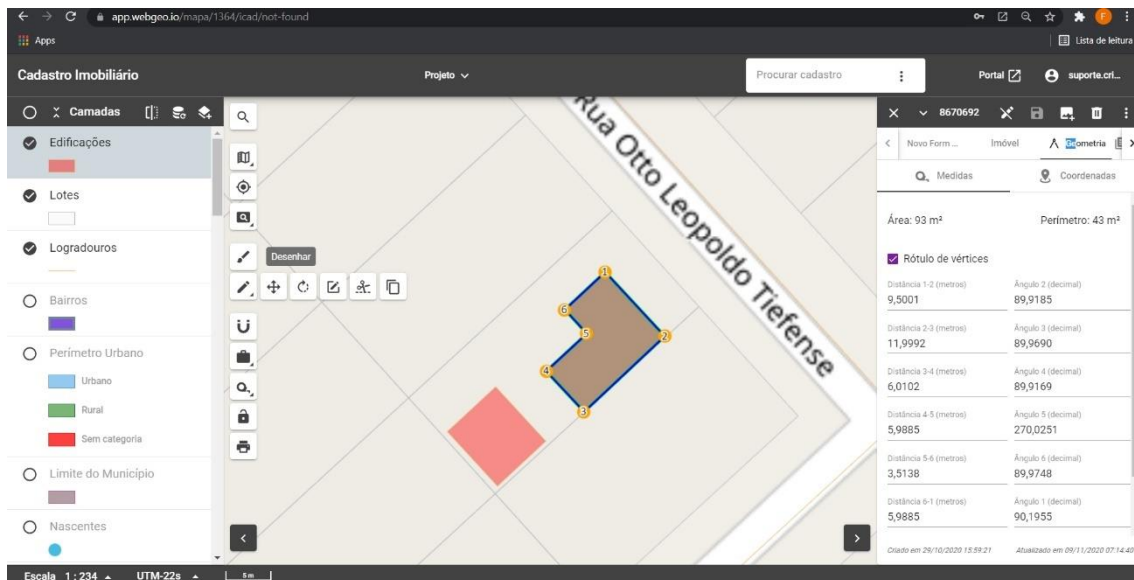 app.webgeo.io/mapa/1364/icad/not-found
Apps
Lista de leitura
Cadastro Imobiliário
Projeto
Procurar cadastro
Portal
suporte.cri...
Camadas
8670692
Edificações
Novo Form ...
Imóvel
Geometria
Medidas
Coordenadas
Lotes
Área: 93 m²
Perímetro: 43 m²
Logradouros
Rótulo de vértices
Desenhar
Rua Otto Leopoldo Tiefense
1
2
3
4
5
6
Distância 1-2 (metros)
Ângulo 2 (decimal)
9,5001
89,9185
Bairros
Distância 2-3 (metros)
Ângulo 3 (decimal)
11,9992
89,9690
Perímetro Urbano
Urbano
Rural
Sem categoria
Distância 3-4 (metros)
Ângulo 4 (decimal)
6,0102
89,9169
Distância 4-5 (metros)
Ângulo 5 (decimal)
5,9885
270,0251
Limite do Município
Distância 5-6 (metros)
Ângulo 6 (decimal)
3,5138
89,9748
Nascentes
Distância 6-1 (metros)
Ângulo 1 (decimal)
5,9885
90,1955
Criado em 29/10/2020 15:59:21
Atualizado em 09/11/2020 07:14:40
Escala 1 : 234
UTM-22s
5 m